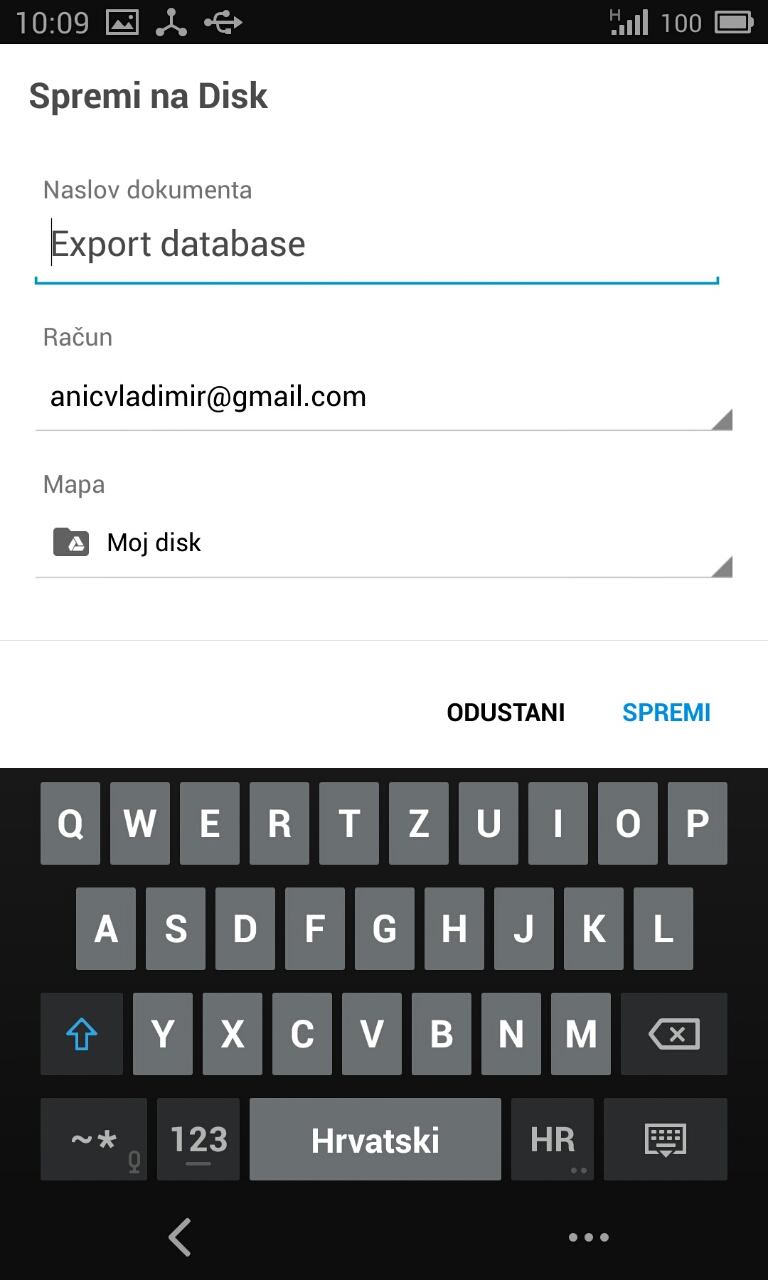 10:09 H 100
Spremi na Disk
Naslov dokumenta
Export database
Račun
anicvladimir@gmail.com
Mapa
Moj disk
ODUSTANI SPREMI
Q W E R T Z U I O P
A S D F G H J K L
Y X C V B N M
~* 123 Hrvatski HR